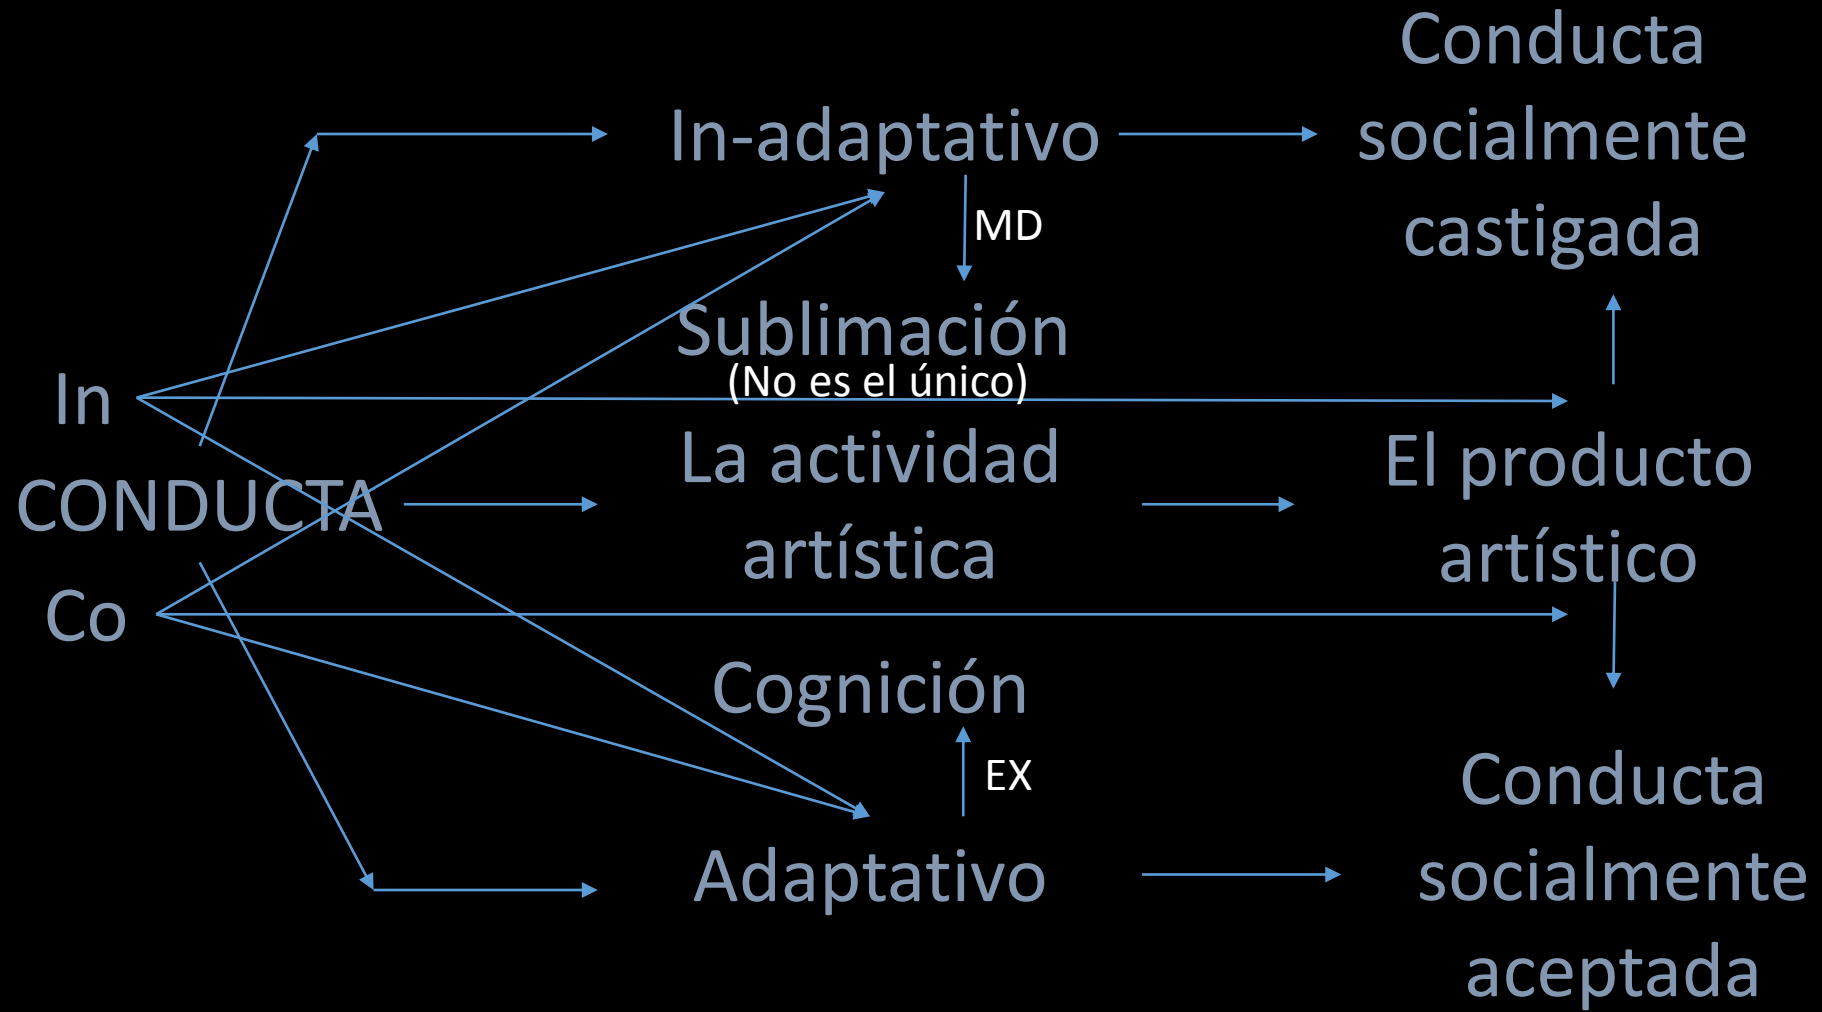 In
CONDUCTA
Co
In-adaptativo
MD
Sublimación
(No es el único)
La actividad
artística
Cognición
EX
Adaptativo
Conducta
socialmente
castigada
El producto
artístico
Conducta
socialmente
aceptada